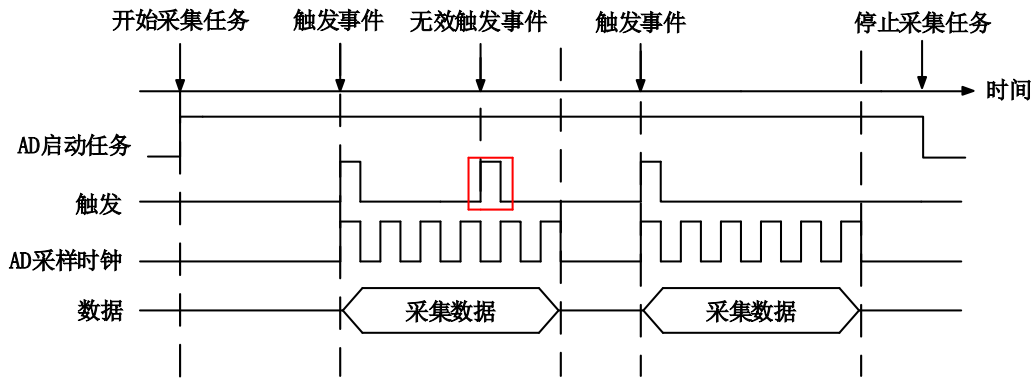 开始采集任务 触发事件 无效触发事件 触发事件 停止采集任务
时间
AD启动任务
触发
AD采样时钟
数据 采集数据 采集数据